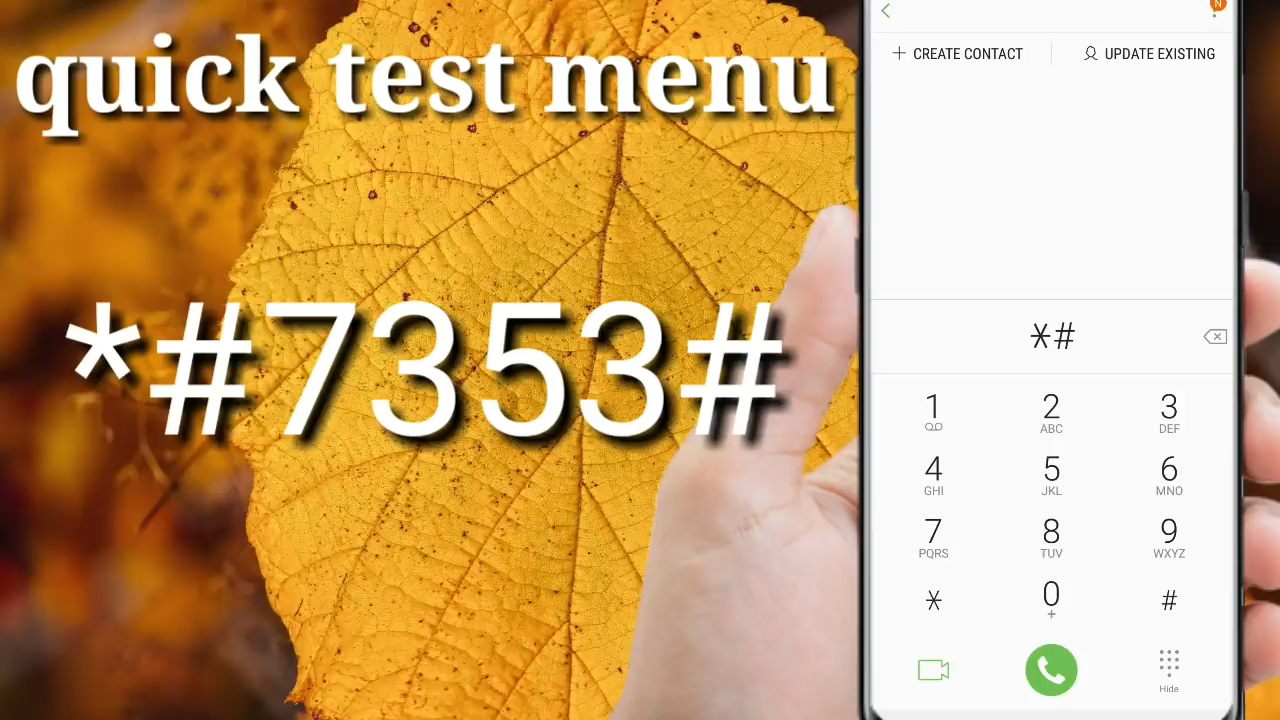 quick test menu
*#7353#
N
+ CREATE CONTACT
UPDATE EXISTING
*#
1
2 ABC
3 DEF
4 GHI
5 JKL
6 MNO
7 PQRS
8 TUV
9 WXYZ
*
0 +
#
Hide